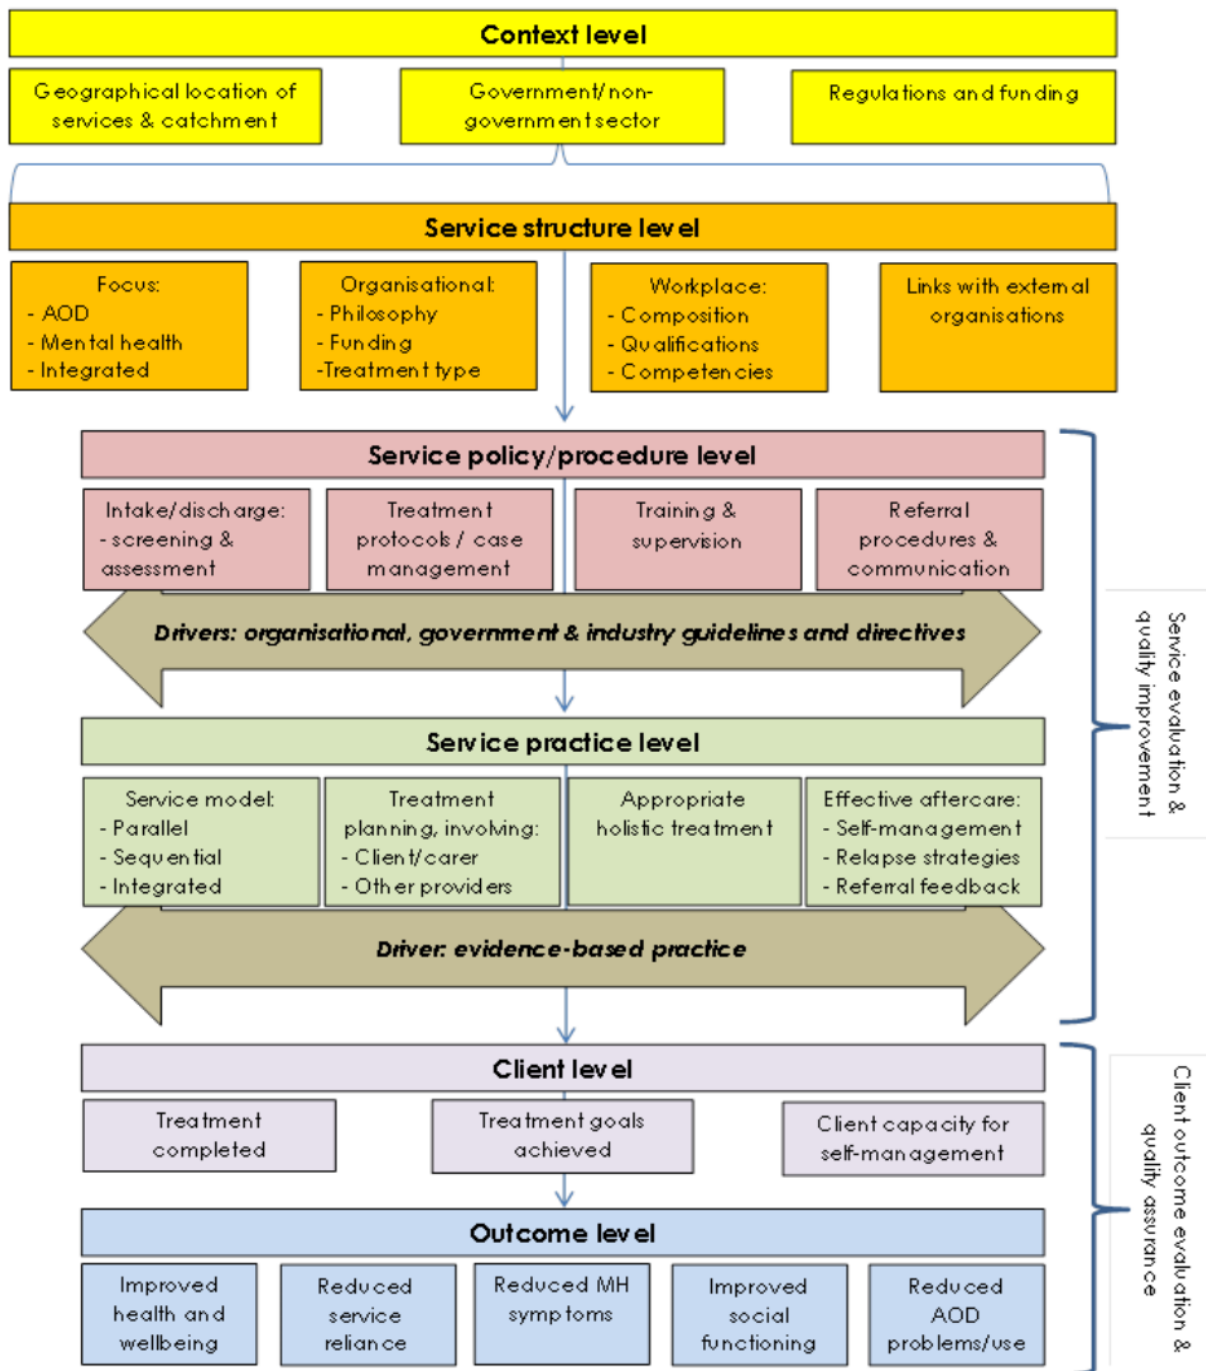 Context level
Geographical location of
services & catchment
Government/non-
government sector
Regulations and funding
Service structure level
Focus:
- AOD
- Mental health
- Integrated
Organisational:
- Philosophy
- Funding
-Treatment type
Workplace:
- Composition
- Qualifications
- Competencies
Links with external
organisations
Service policy/procedure level
Intake/discharge:
- screening &
assessment
Treatment
protocols / case
management
Training &
supervision
Referral
procedures &
communication
Drivers: organisational, government & industry guidelines and directives
Service practice level
Service model:
- Parallel
- Sequential
- Integrated
Treatment
planning, involving:
- Client/carer
- Other providers
Appropriate
holistic treatment
Effective aftercare:
- Self-management
- Relapse strategies
- Referral feedback
Driver: evidence-based practice
Service evaluation &
quality improvement
Client level
Treatment
completed
Treatment goals
achieved
Client capacity for
self-management
Outcome level
Improved
health and
wellbeing
Reduced
service
reliance
Reduced MH
symptoms
Improved
social
functioning
Reduced
AOD
problems/use
Client outcome evaluation &
quality assurance